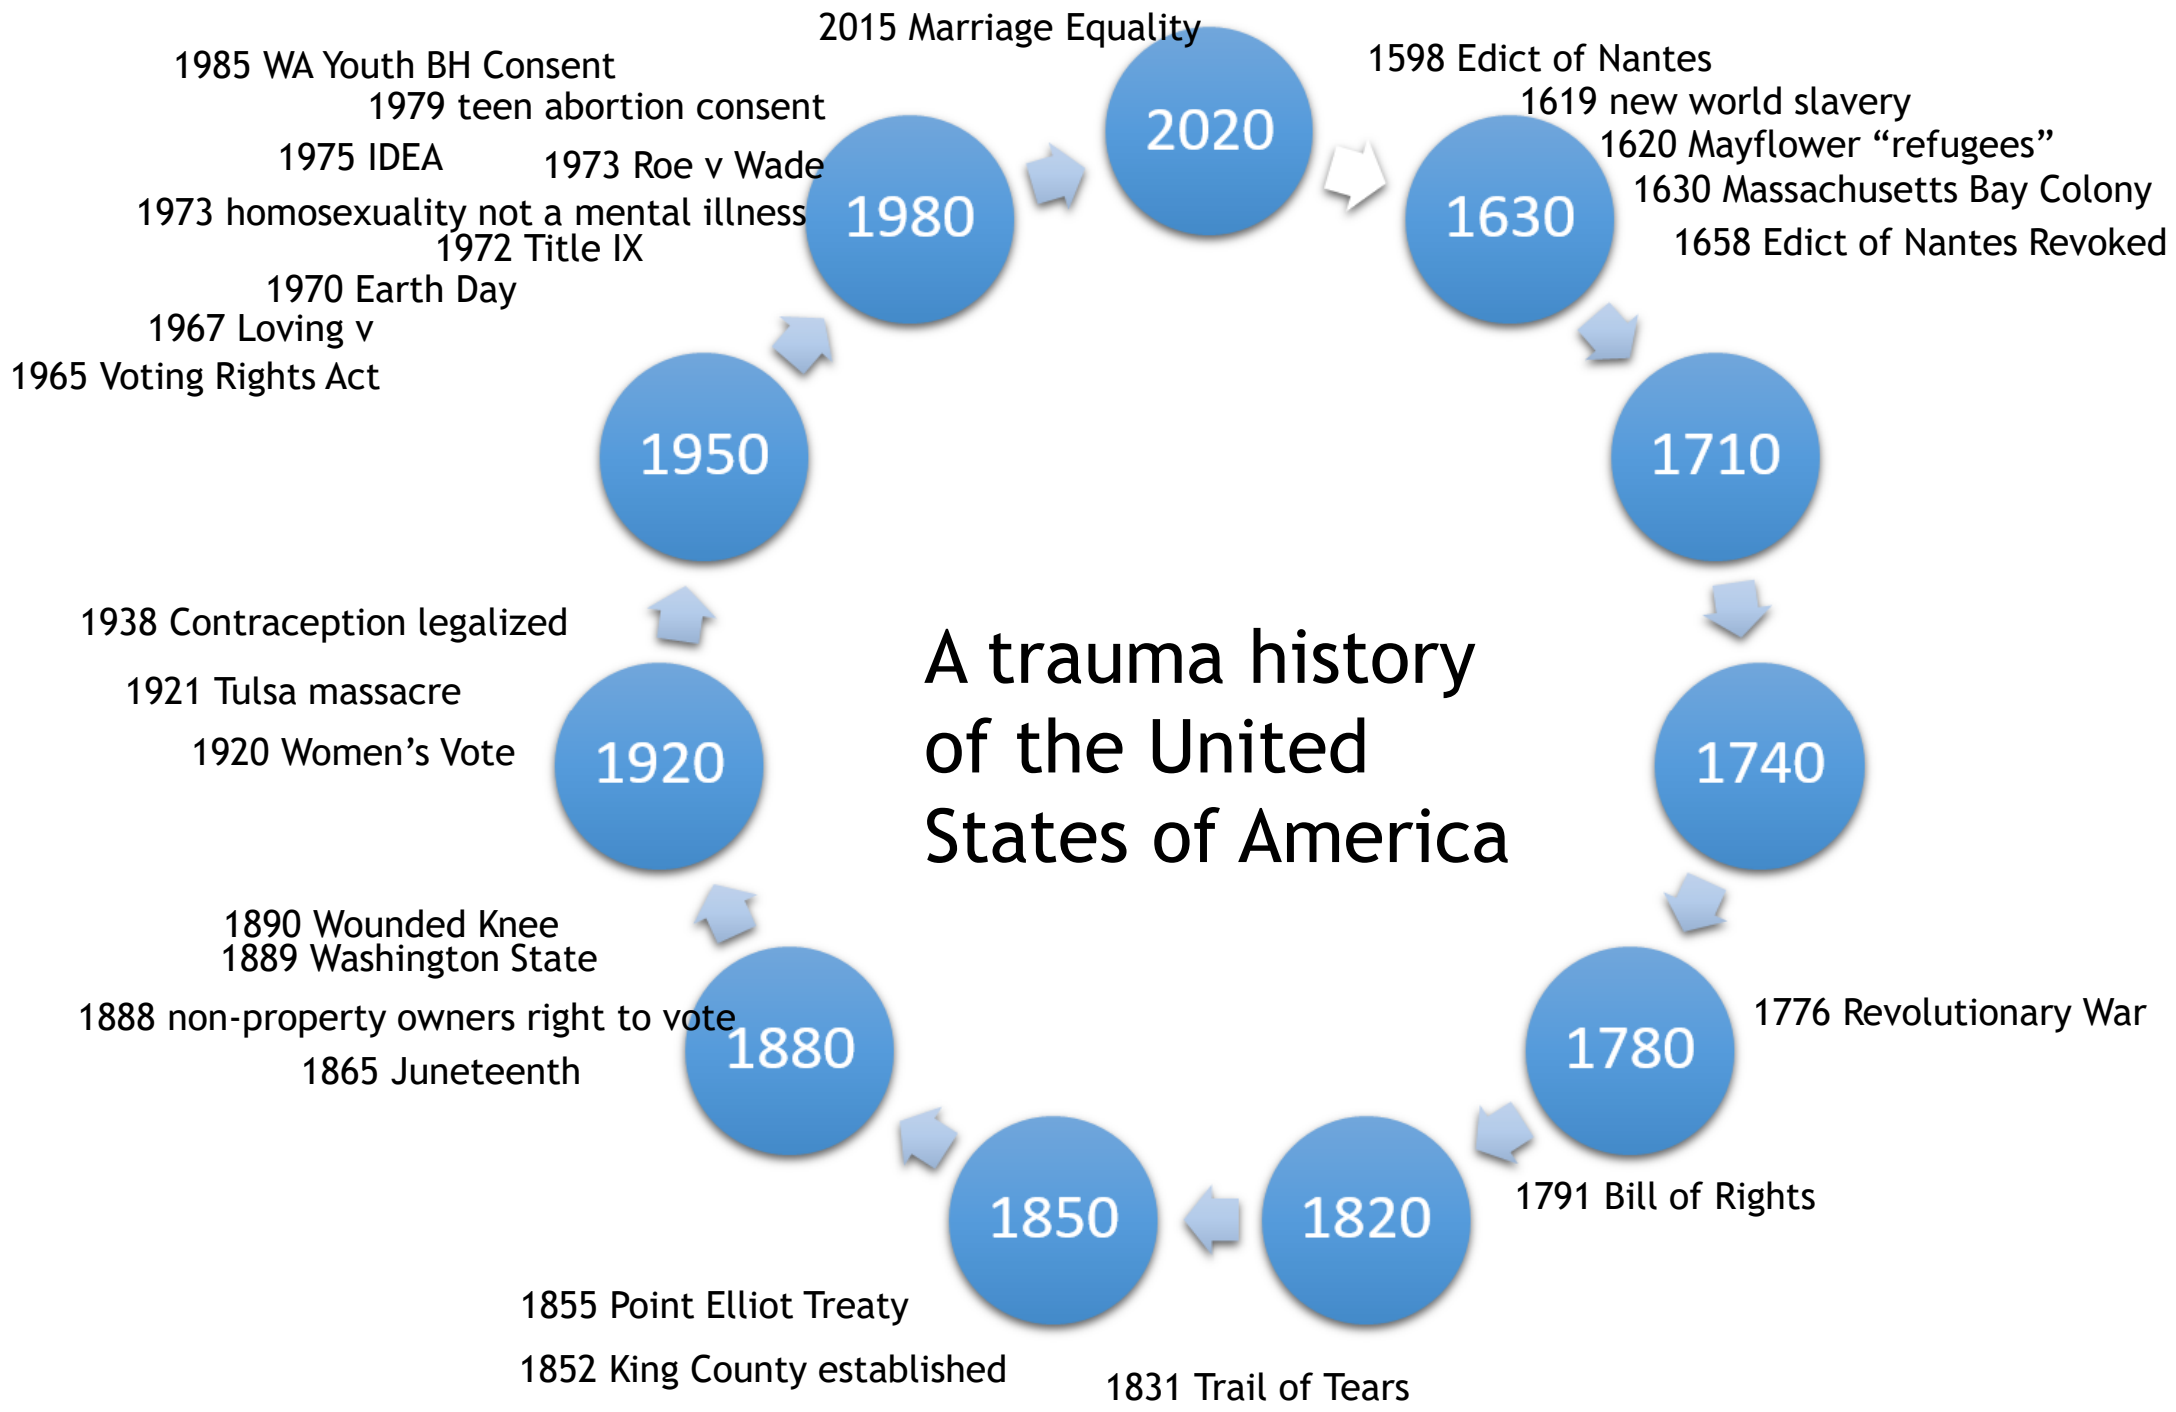 2015 Marriage Equality
1985 WA Youth BH Consent
1979 teen abortion consent
1975 IDEA
1973 Roe v Wade
1973 homosexuality not a mental illness
1972 Title IX
1970 Earth Day
1967 Loving v
1965 Voting Rights Act
1598 Edict of Nantes
1619 new world slavery
1620 Mayflower “refugees”
1630 Massachusetts Bay Colony
1658 Edict of Nantes Revoked
2020
1980
1630
1950
1710
1938 Contraception legalized
1921 Tulsa massacre
1920 Women’s Vote
1920
A trauma history
of the United
States of America
1740
1890 Wounded Knee
1889 Washington State
1888 non-property owners right to vote
1865 Juneteenth
1880
1780
1776 Revolutionary War
1850
1820
1791 Bill of Rights
1855 Point Elliot Treaty
1852 King County established
1831 Trail of Tears